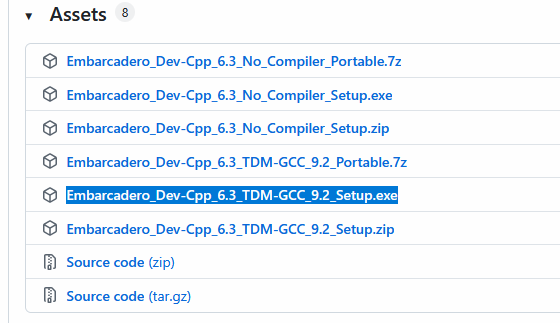 Assets 8
Embarcadero_Dev-Cpp_6.3_No_Compiler_Portable.7z
Embarcadero_Dev-Cpp_6.3_No_Compiler_Setup.exe
Embarcadero_Dev-Cpp_6.3_No_Compiler_Setup.zip
Embarcadero_Dev-Cpp_6.3_TDM-GCC_9.2_Portable.7z
Embarcadero_Dev-Cpp_6.3_TDM-GCC_9.2_Setup.exe
Embarcadero_Dev-Cpp_6.3_TDM-GCC_9.2_Setup.zip
Source code (zip)
Source code (tar.gz)